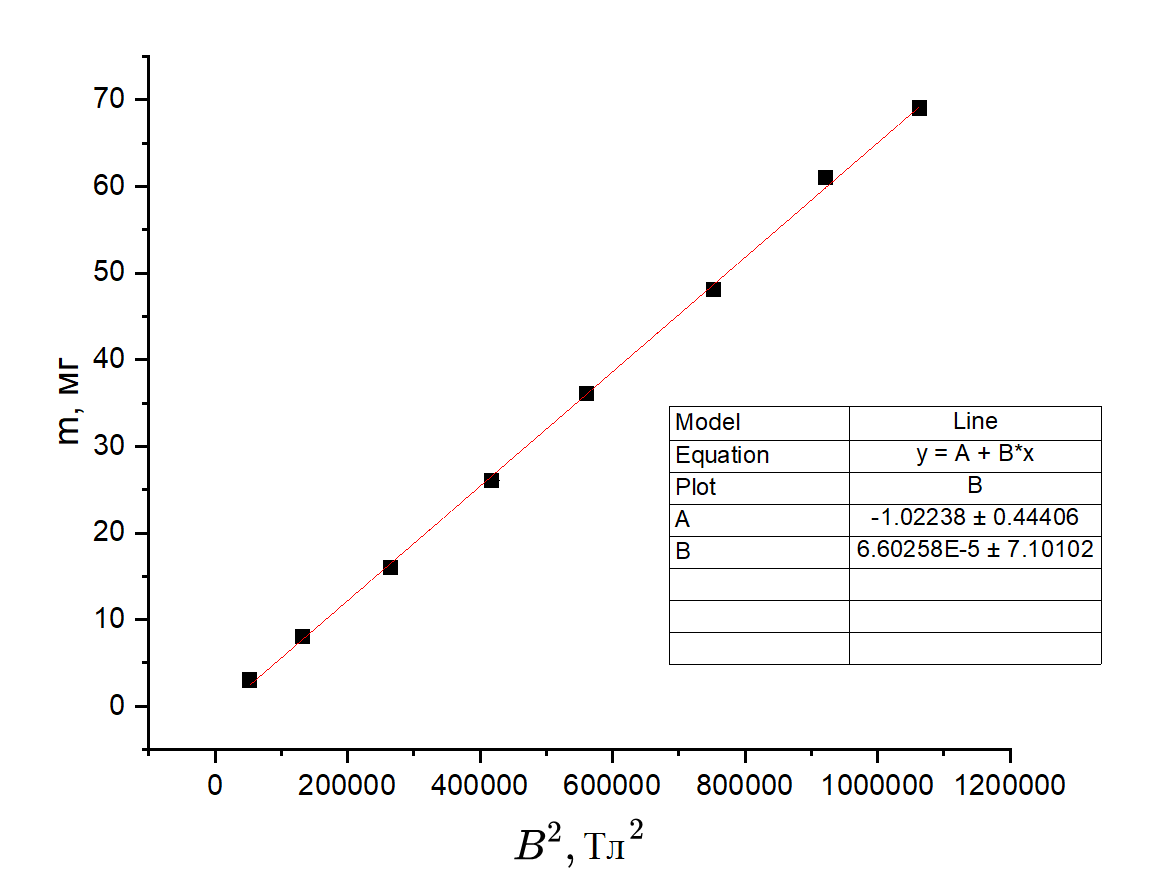 70
60
50
40
30
20
10
0
m, мг
Model Line
Equation y = A + B*x
Plot B
A -1.02238 ± 0.44406
B 6.60258E-5 ± 7.10102
0 200000 400000 600000 800000 1000000 1200000
B², Тл²